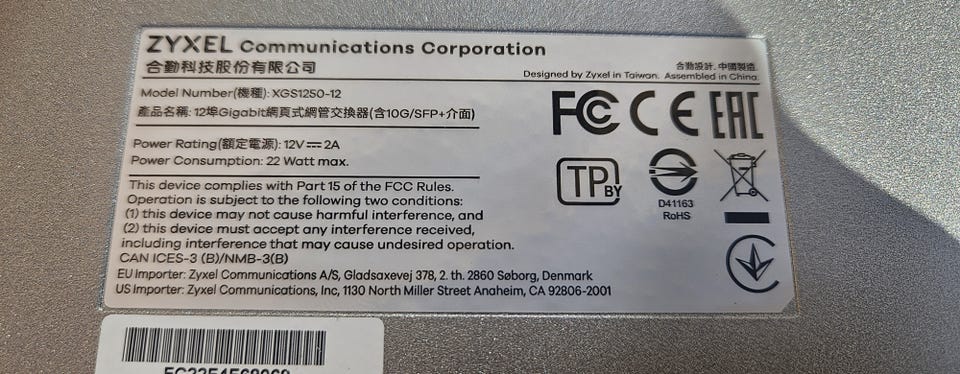 ZYXEL Communications Corporation
合勤科技股份有限公司
合勤設計. 中國製造.
Designed by Zyxel in Taiwan. Assembled in China.
Model Number(機種): XGS1250-12
產品名稱: 12埠Gigabit網頁式網管交換器(含10G/SFP+介面)
FC CE EAC
Power Rating(額定電源): 12V⎓2A
Power Consumption: 22 Watt max.
TP BY
D41163
RoHS
This device complies with Part 15 of the FCC Rules.
Operation is subject to the following two conditions:
(1) this device may not cause harmful interference, and
(2) this device must accept any interference received,
including interference that may cause undesired operation.
CAN ICES-3 (B)/NMB-3(B)
EU Importer: Zyxel Communications A/S, Gladsaxevej 378, 2. th. 2860 Søborg, Denmark
US Importer: Zyxel Communications, Inc, 1130 North Miller Street Anaheim, CA 92806-2001